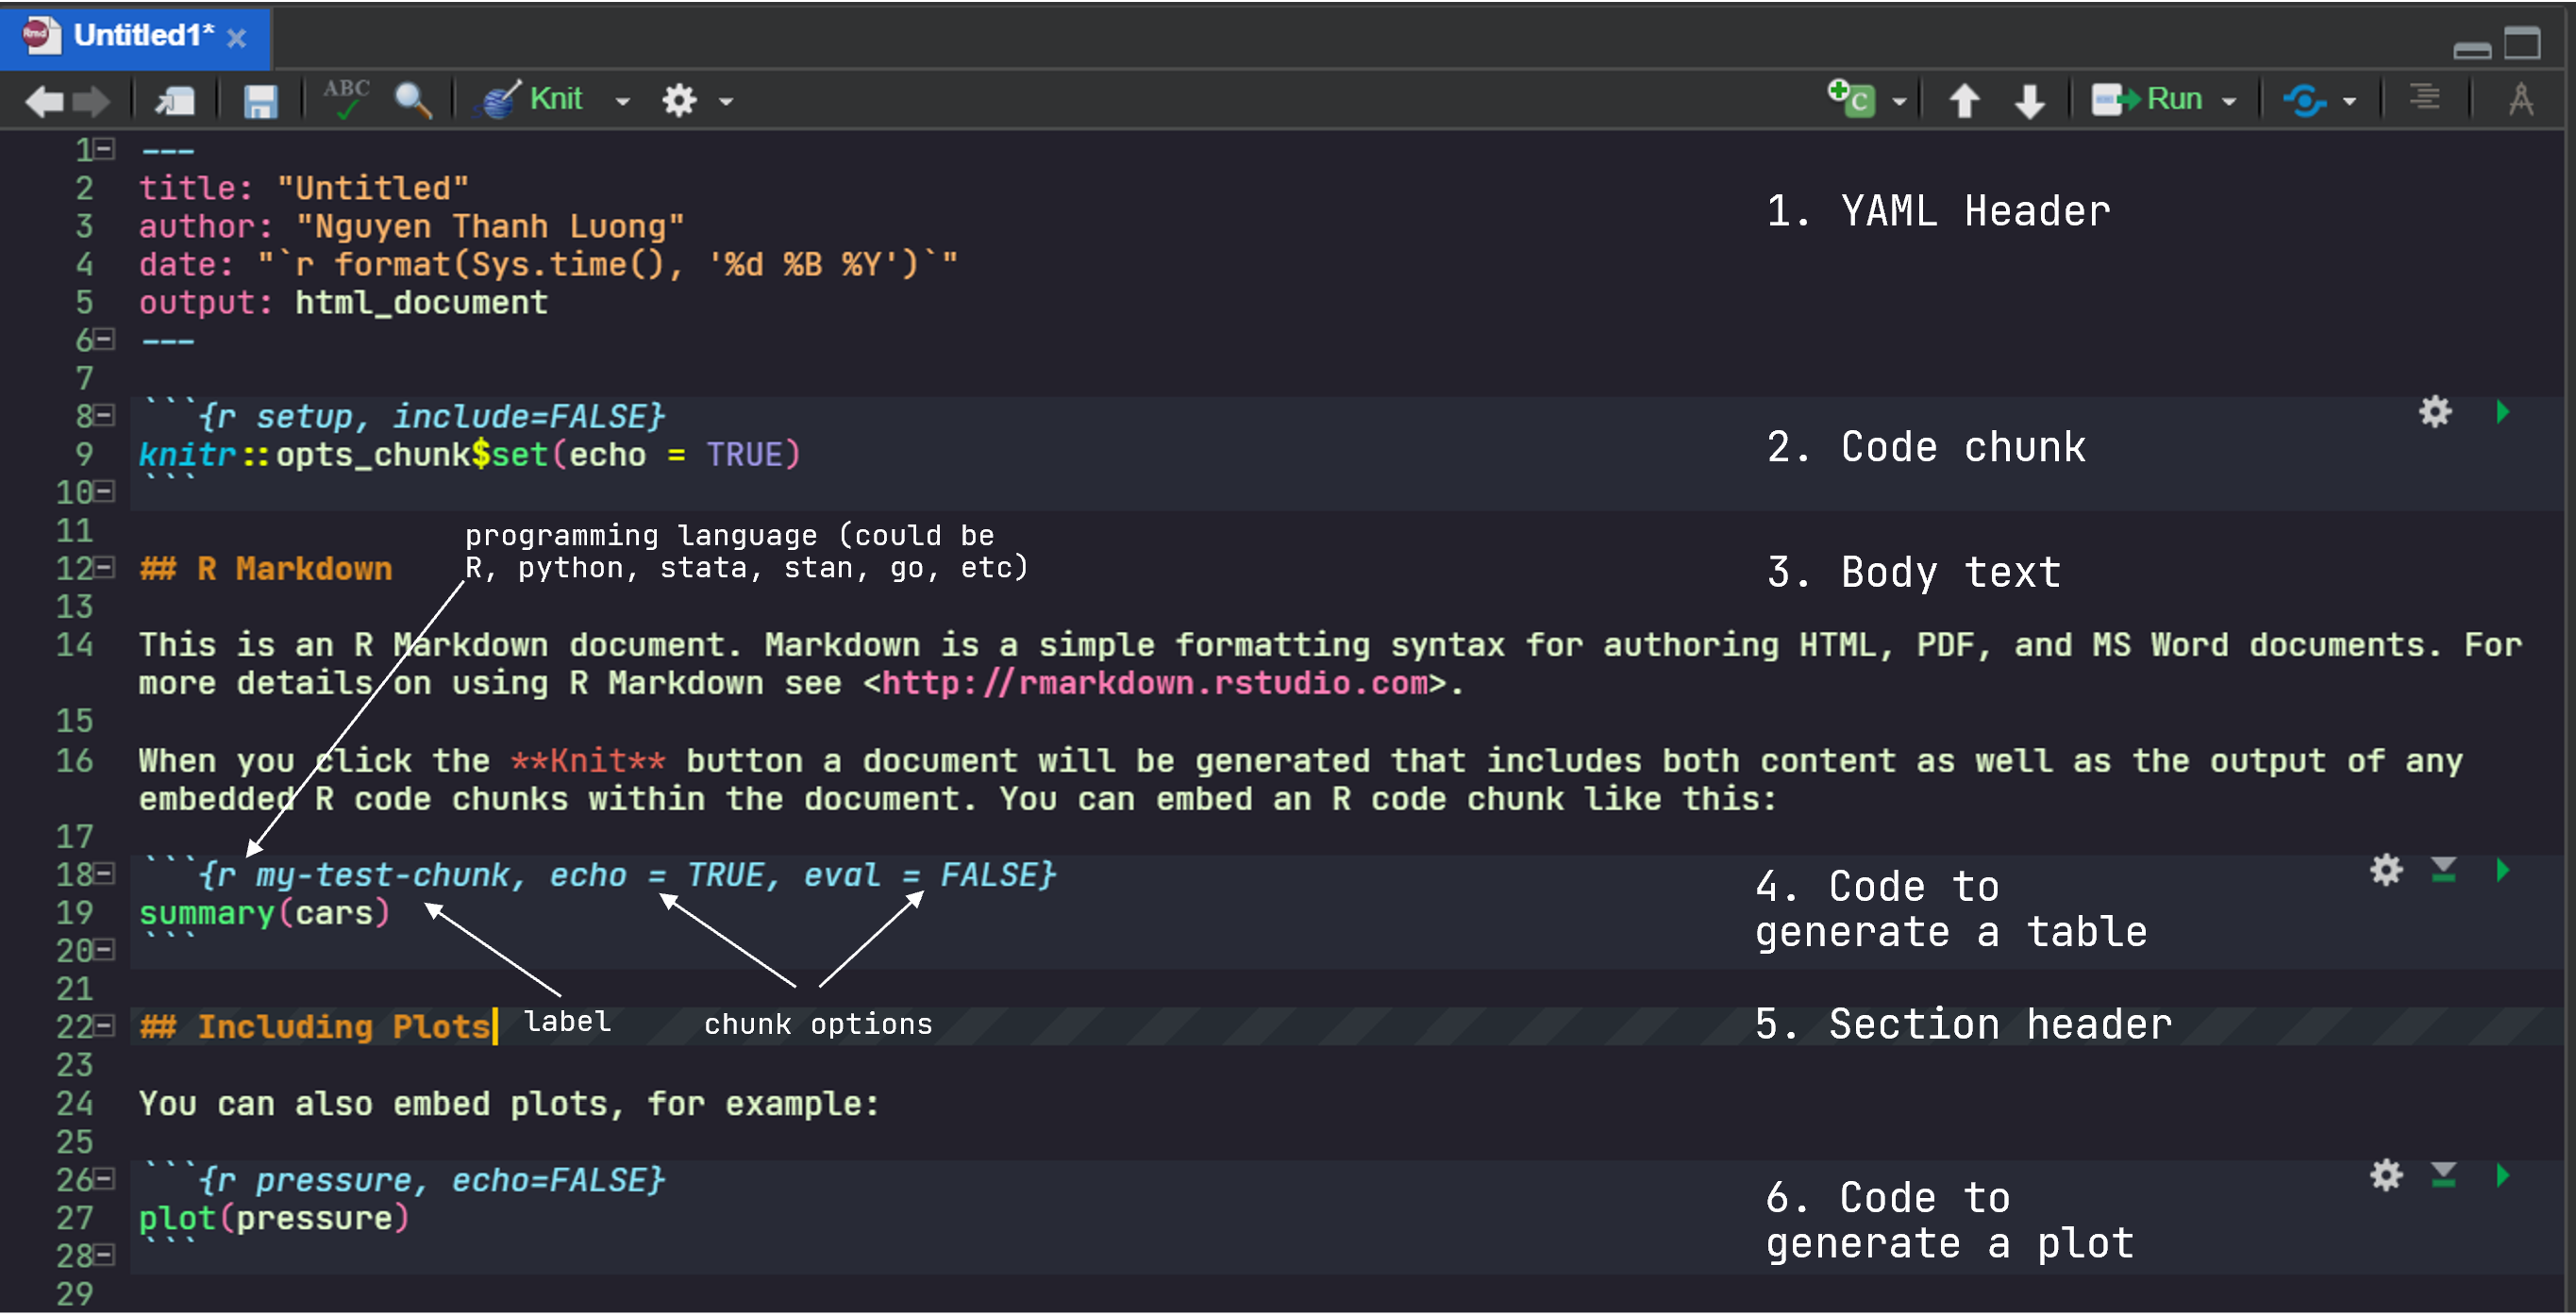 Rmd Untitled1*
ABC Knit C Run
1 --- 
2 title: "Untitled"
1. YAML Header
3 author: "Nguyen Thanh Luong"
4 date: "`r format(Sys.time(), '%d %B %Y')`"
5 output: html_document
6 ---
7
8 ```{r setup, include=FALSE}
2. Code chunk
9 knitr::opts_chunk$set(echo = TRUE)
10 ```
11
programming language (could be
R, python, stata, stan, go, etc)
12 ## R Markdown
3. Body text
13
14 This is an R Markdown document. Markdown is a simple formatting syntax for authoring HTML, PDF, and MS Word documents. For
more details on using R Markdown see <http://rmarkdown.rstudio.com>.
15
16 When you click the **Knit** button a document will be generated that includes both content as well as the output of any
embedded R code chunks within the document. You can embed an R code chunk like this:
17
18 ```{r my-test-chunk, echo = TRUE, eval = FALSE}
4. Code to
generate a table
19 summary(cars)
20 ```
21
22 ## Including Plots
label
chunk options
5. Section header
23
24 You can also embed plots, for example:
25
26 ```{r pressure, echo=FALSE}
6. Code to
generate a plot
27 plot(pressure)
28 ```
29